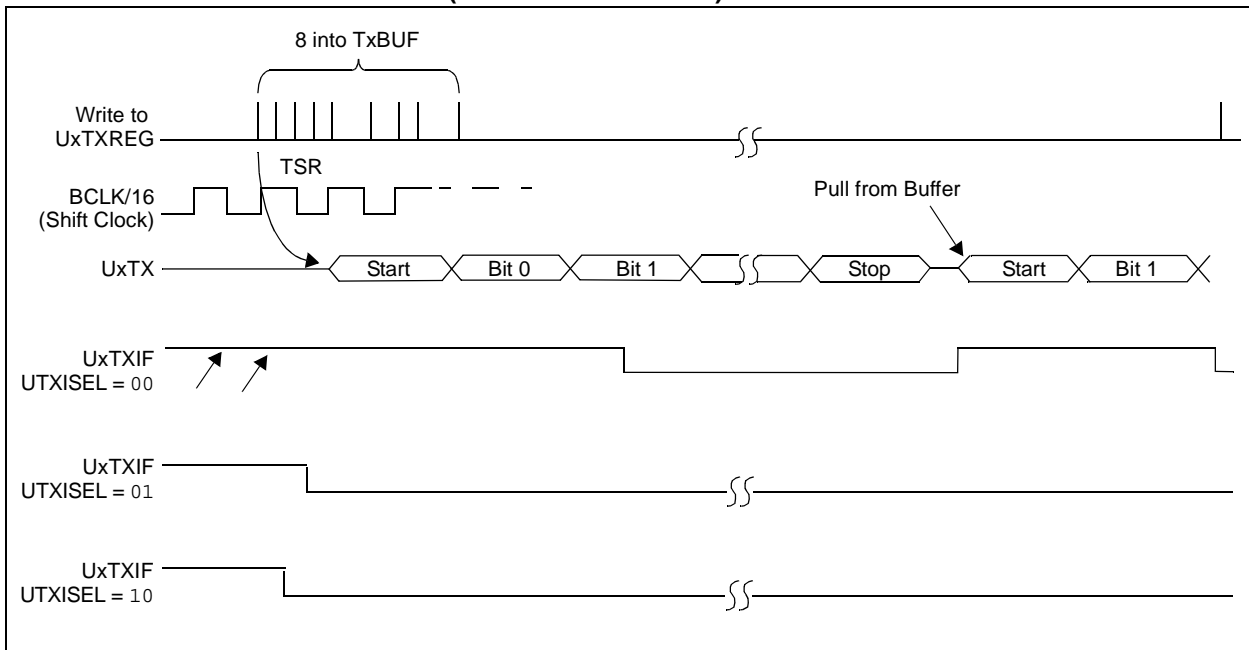 8 into TxBUF
Write to
UxTXREG
TSR
BCLK/16
(Shift Clock)
Pull from Buffer
UxTX
Start
Bit 0
Bit 1
Stop
Start
Bit 1
UxTXIF
UTXISEL = 00
UxTXIF
UTXISEL = 01
UxTXIF
UTXISEL = 10